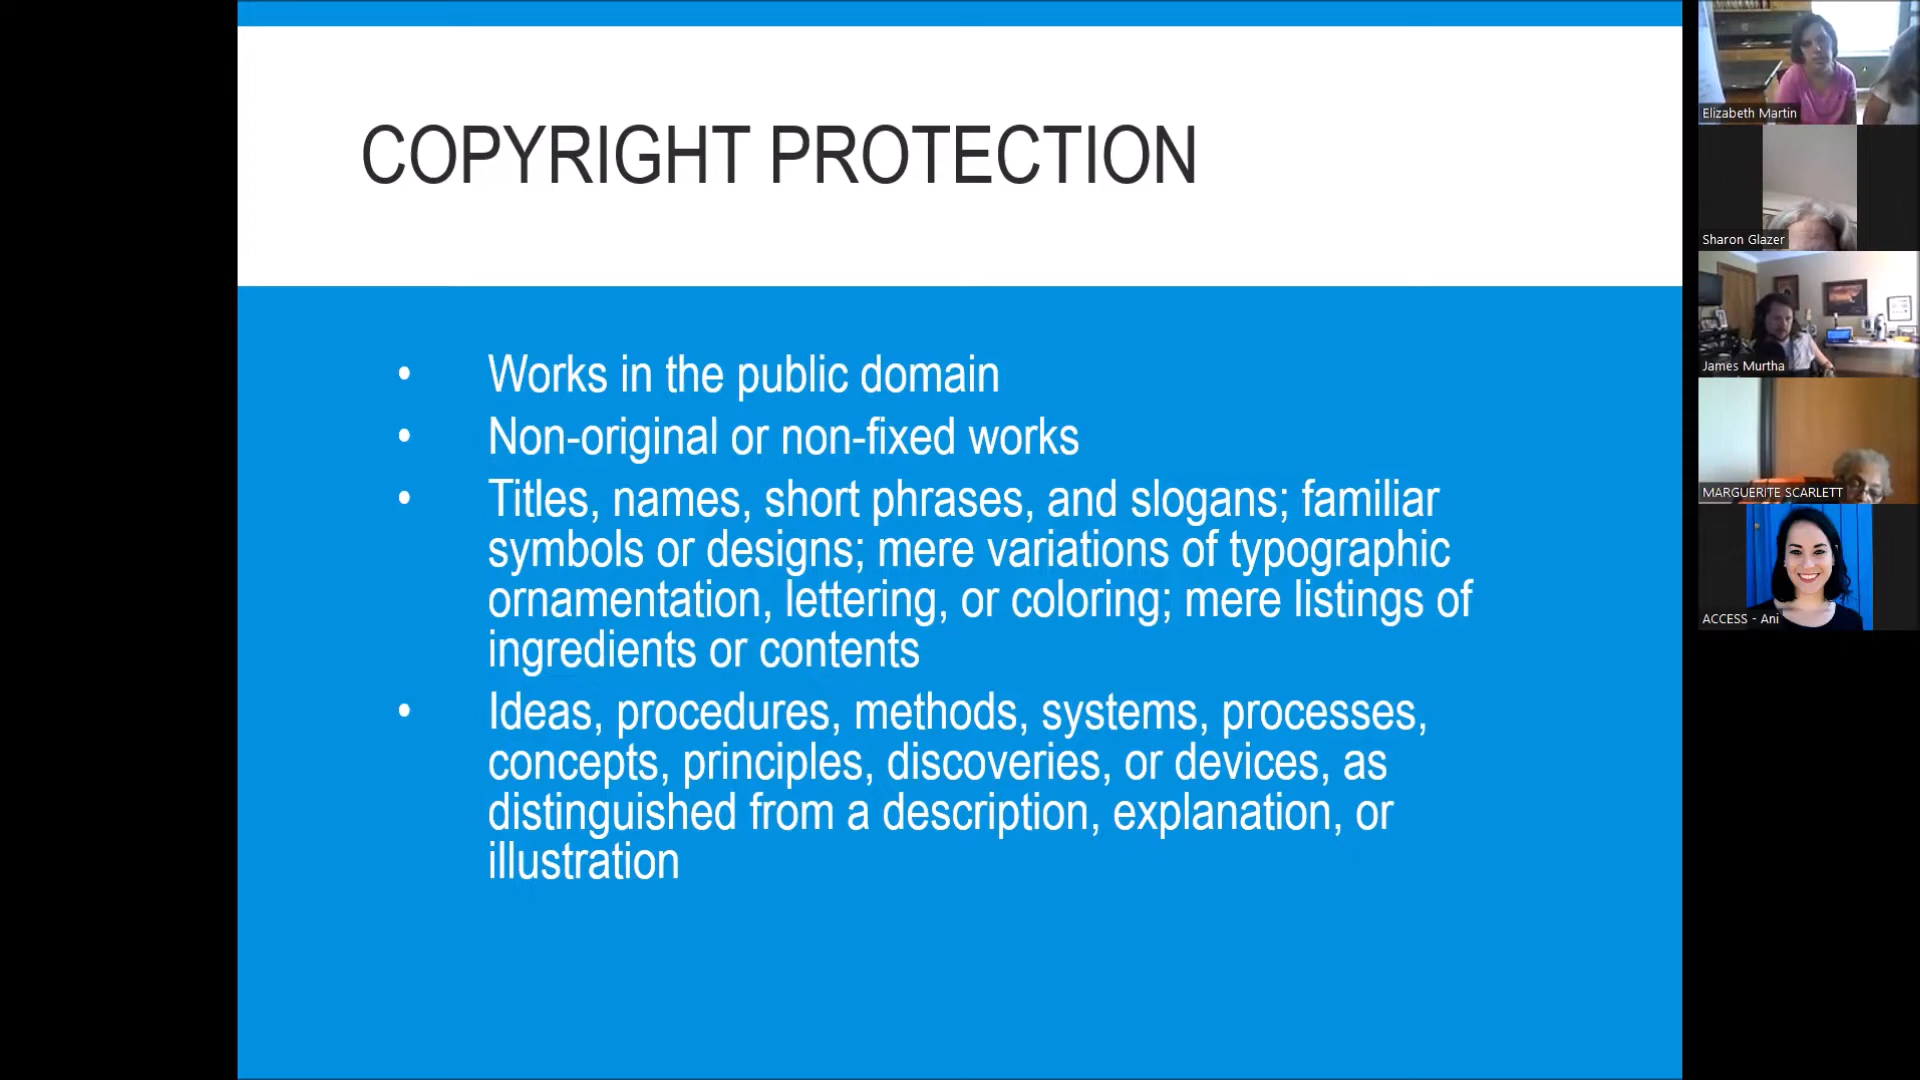 COPYRIGHT PROTECTION
• Works in the public domain
• Non-original or non-fixed works
• Titles, names, short phrases, and slogans; familiar
symbols or designs; mere variations of typographic
ornamentation, lettering, or coloring; mere listings of
ingredients or contents
• Ideas, procedures, methods, systems, processes,
concepts, principles, discoveries, or devices, as
distinguished from a description, explanation, or
illustration
Elizabeth Martin
Sharon Glazer
James Murtha
MARGUERITE SCARLETT
ACCESS - Ani